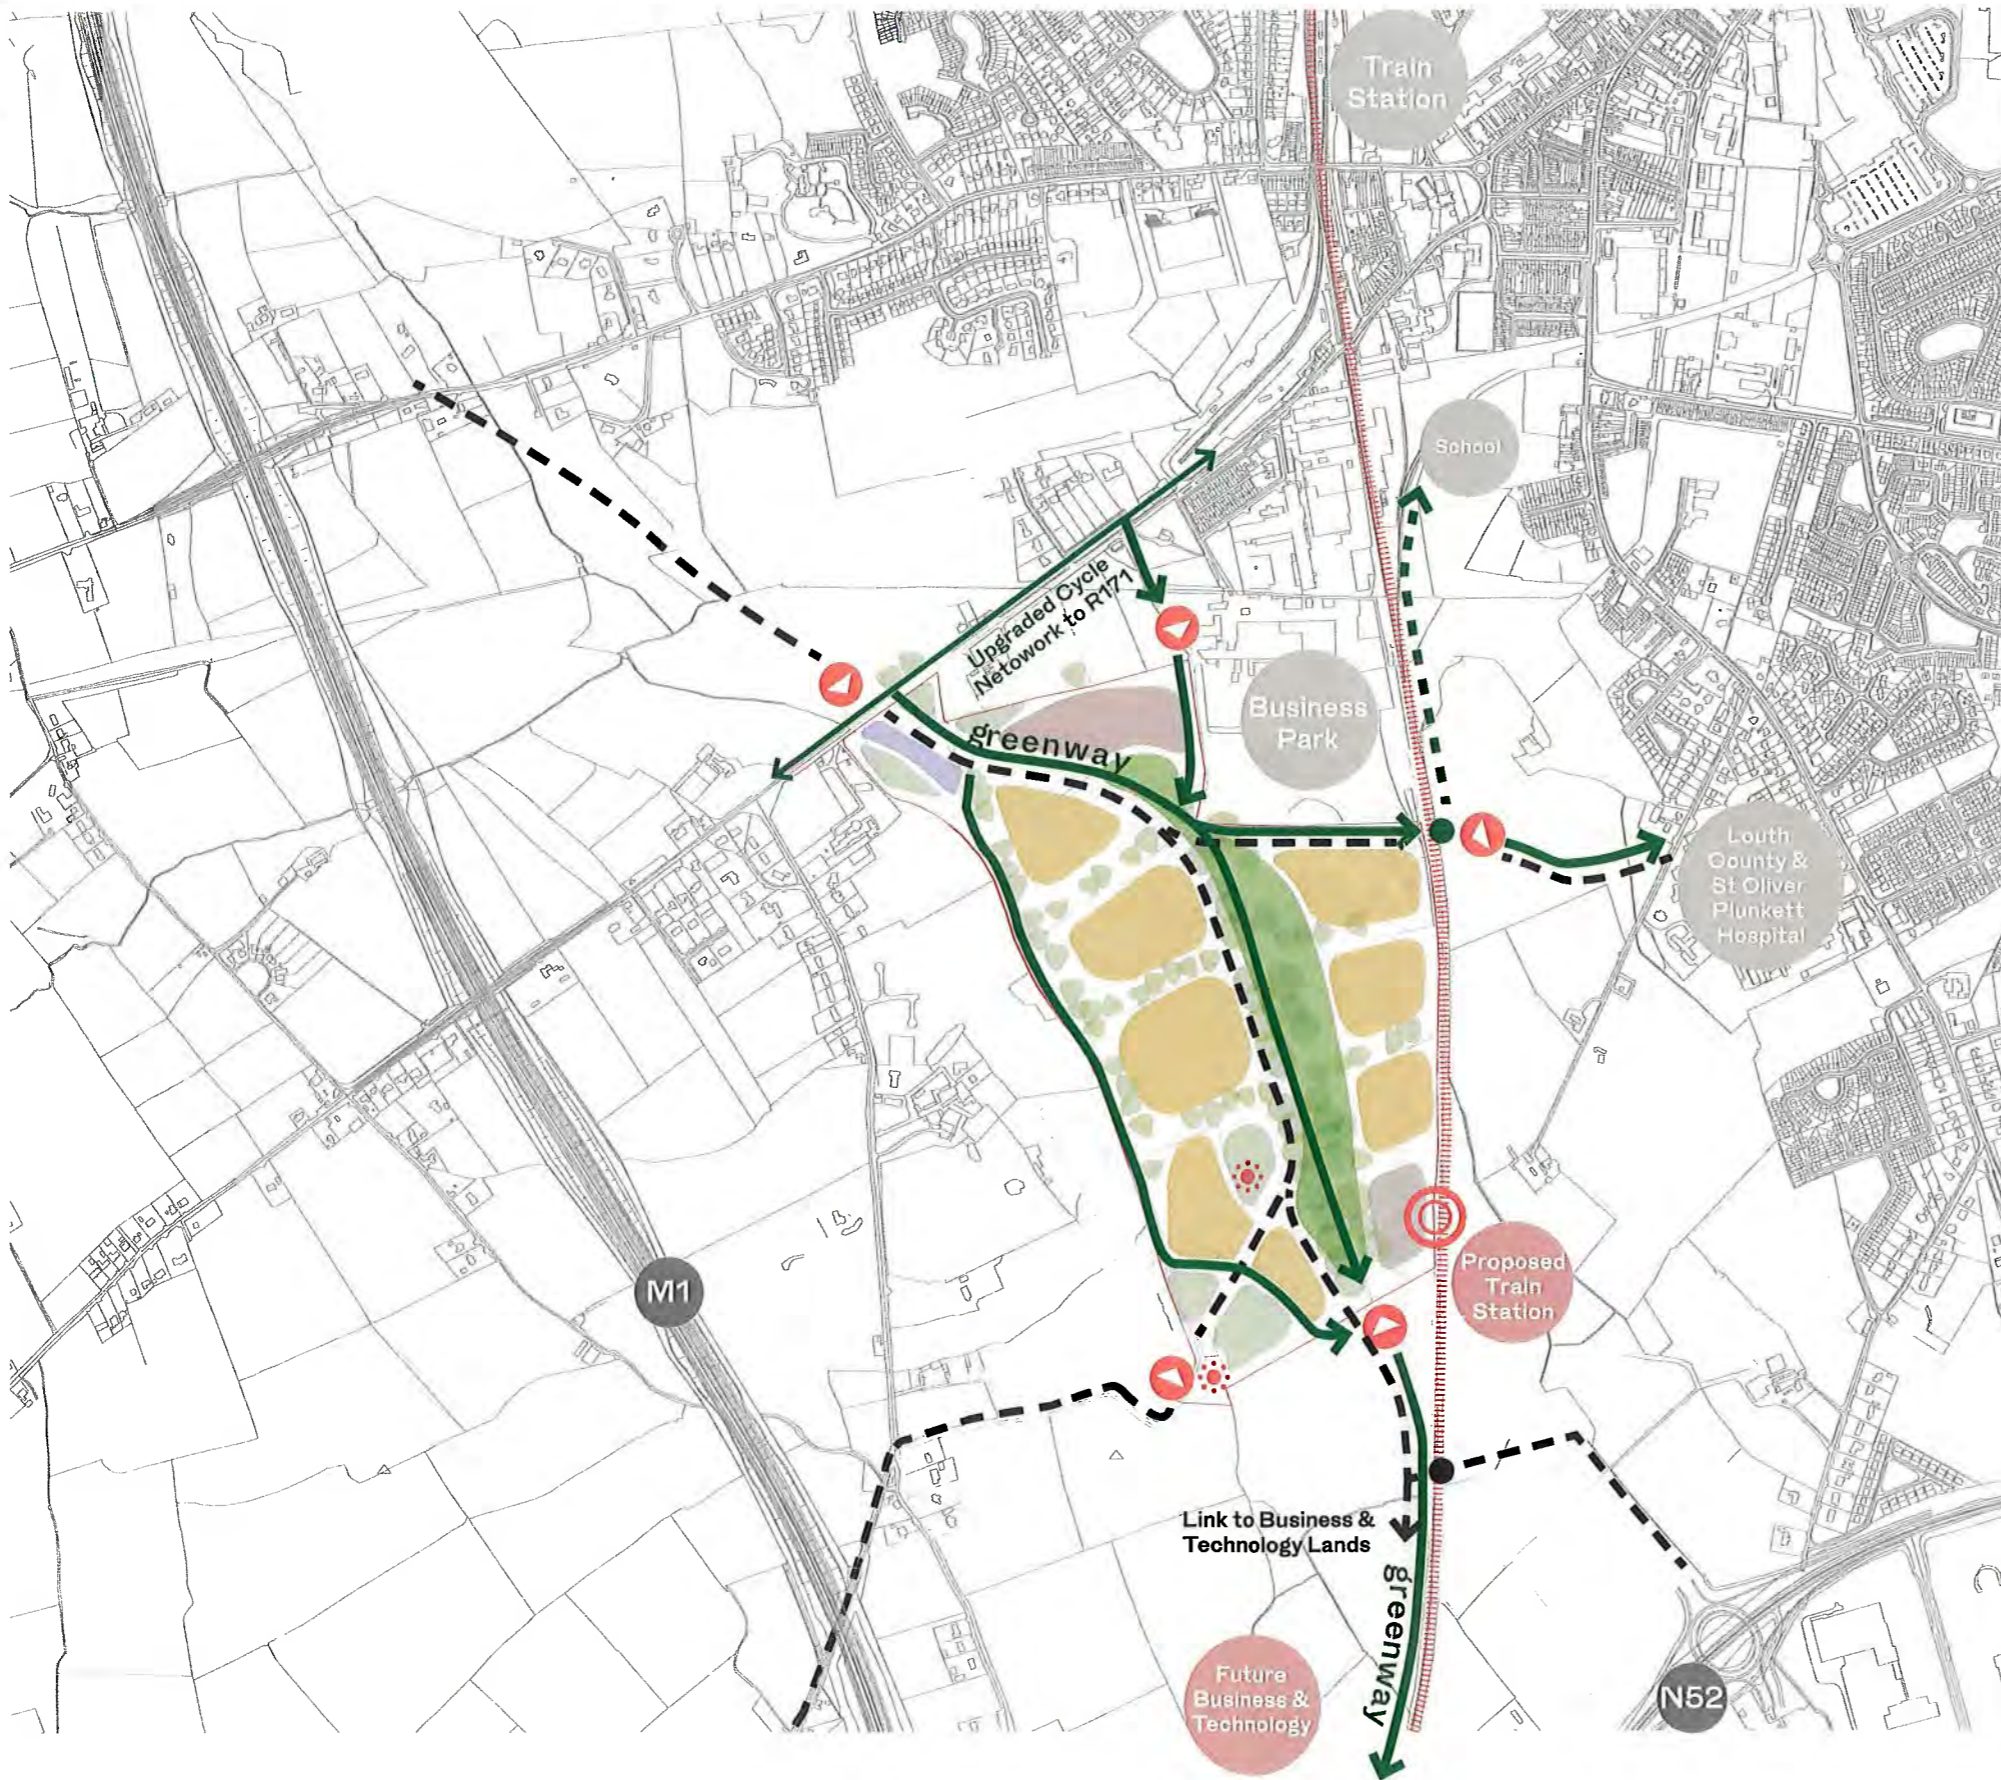 Train
Station
School
Upgraded Cycle
Netowork to R171
Business
Park
greenway
Louth
County &
St Oliver
Plunkett
Hospital
M1
Proposed
Train
Station
Link to Business &
Technology Lands
greenway
Future
Business &
Technology
N52